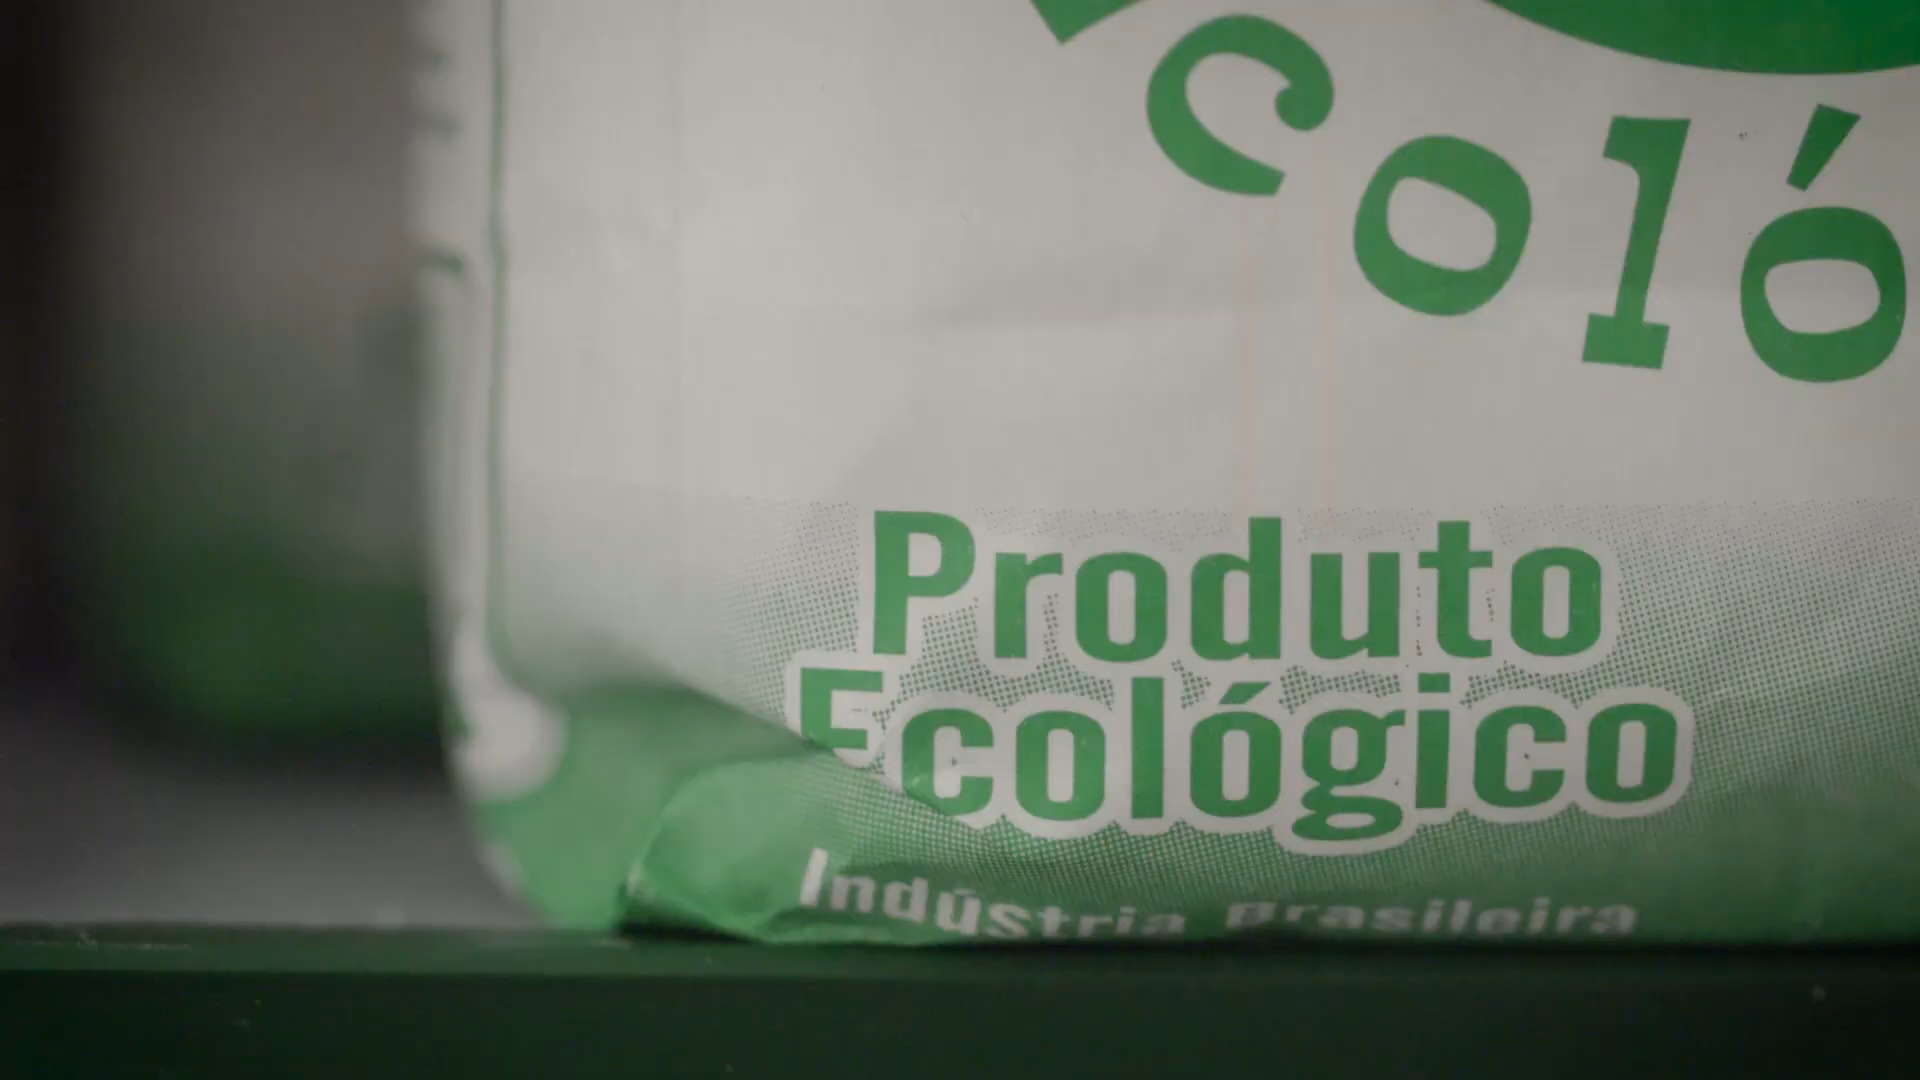 coló
Produto
Ecológico
Indústria Brasileira